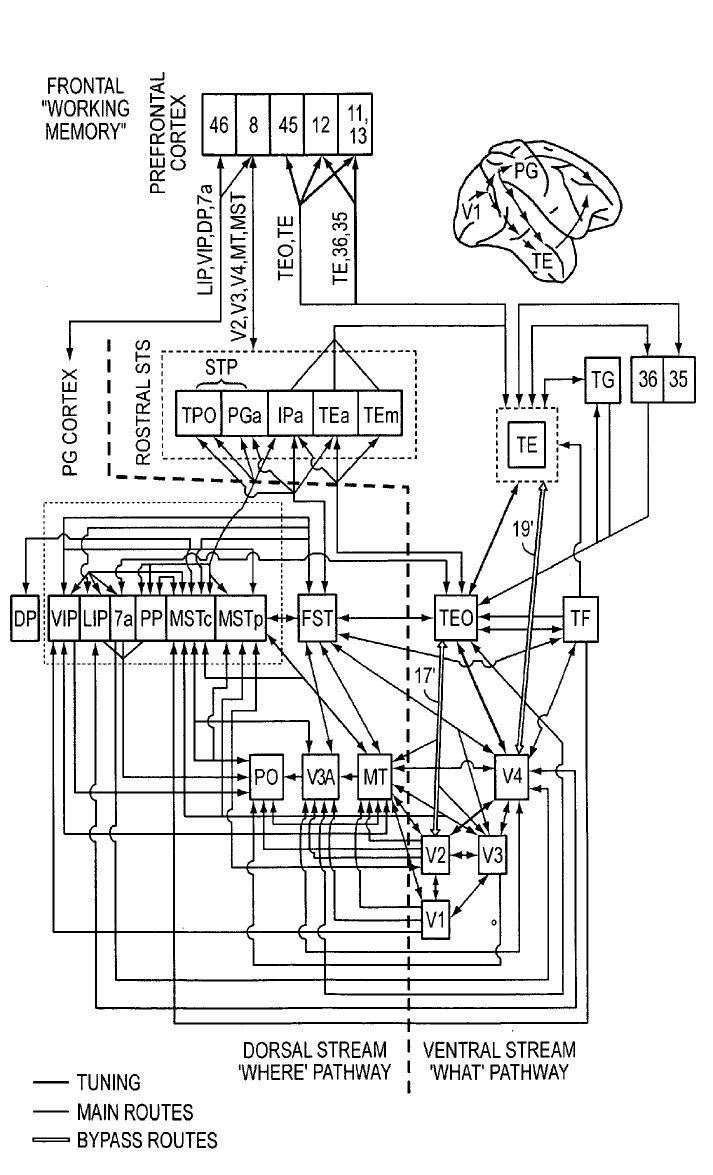 FRONTAL
"WORKING
MEMORY"
PREFRONTAL
CORTEX
46
8
45
12
11,
13
LIP,VIP,DP,7a
V2,V3,V4,MT,MST
TEO,TE
TE,36,35
PG
V1
TE
PG CORTEX
ROSTRAL STS
STP
TPO
PGa
IPa
TEa
TEm
TE
TG
36
35
19'
DP
VIP
LIP
7a
PP
MSTc
MSTp
FST
TEO
TF
17'
PO
V3A
MT
V4
V2
V3
V1
DORSAL STREAM
'WHERE' PATHWAY
VENTRAL STREAM
'WHAT' PATHWAY
TUNING
MAIN ROUTES
BYPASS ROUTES